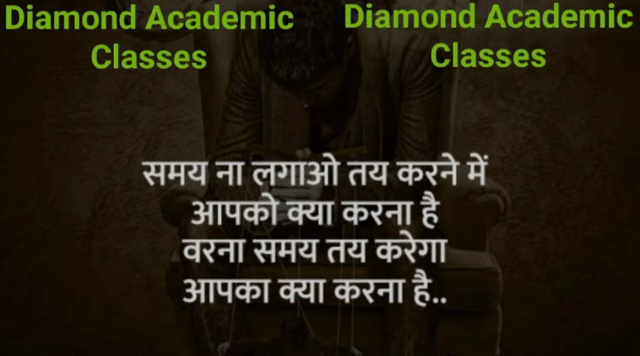 Diamond Academic
Classes
Diamond Academic
Classes
समय ना लगाओ तय करने में
आपको क्या करना है
वरना समय तय करेगा
आपका क्या करना है..